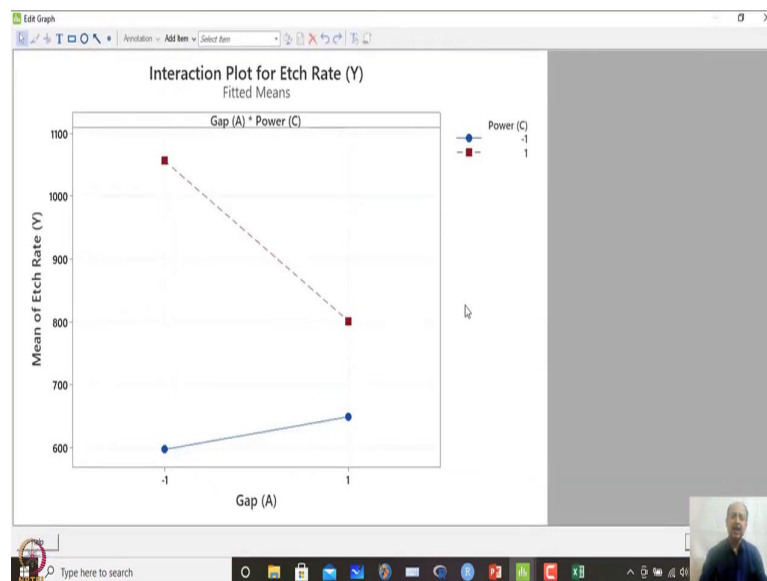 Edit Graph
T
Annotation Add Item Select Item
Interaction Plot for Etch Rate (Y)
Fitted Means
Gap (A) * Power (C)
Power (C)
-1
1
1100
1000
900
800
700
600
Mean of Etch Rate (Y)
-1 1
Gap (A)
Help
Type here to search